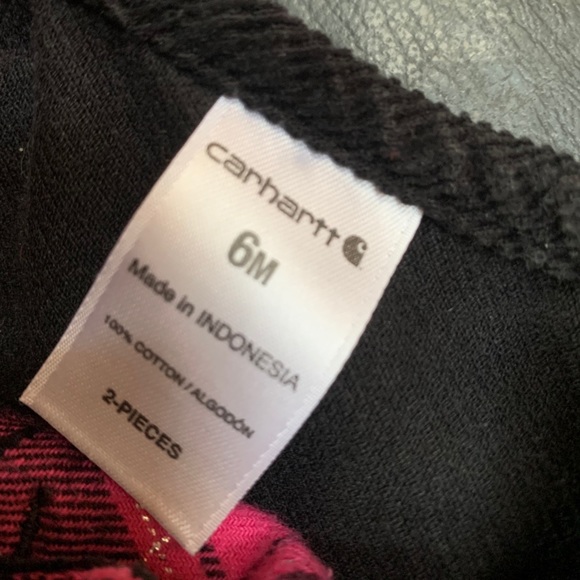 carhartt
6M
Made in INDONESIA
100% COTTON / ALGODÓN
2-PIECES